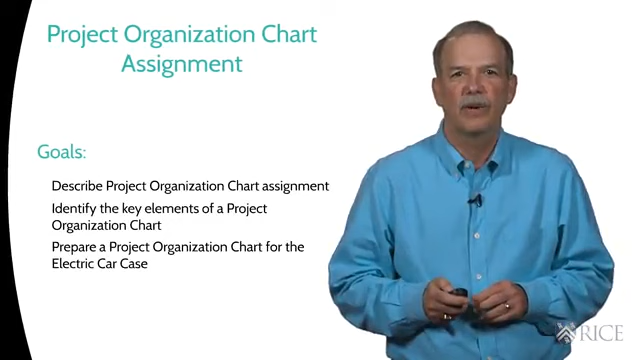 Project Organization Chart
Assignment
Goals:
Describe Project Organization Chart assignment
Identify the key elements of a Project
Organization Chart
Prepare a Project Organization Chart for the
Electric Car Case
RICE